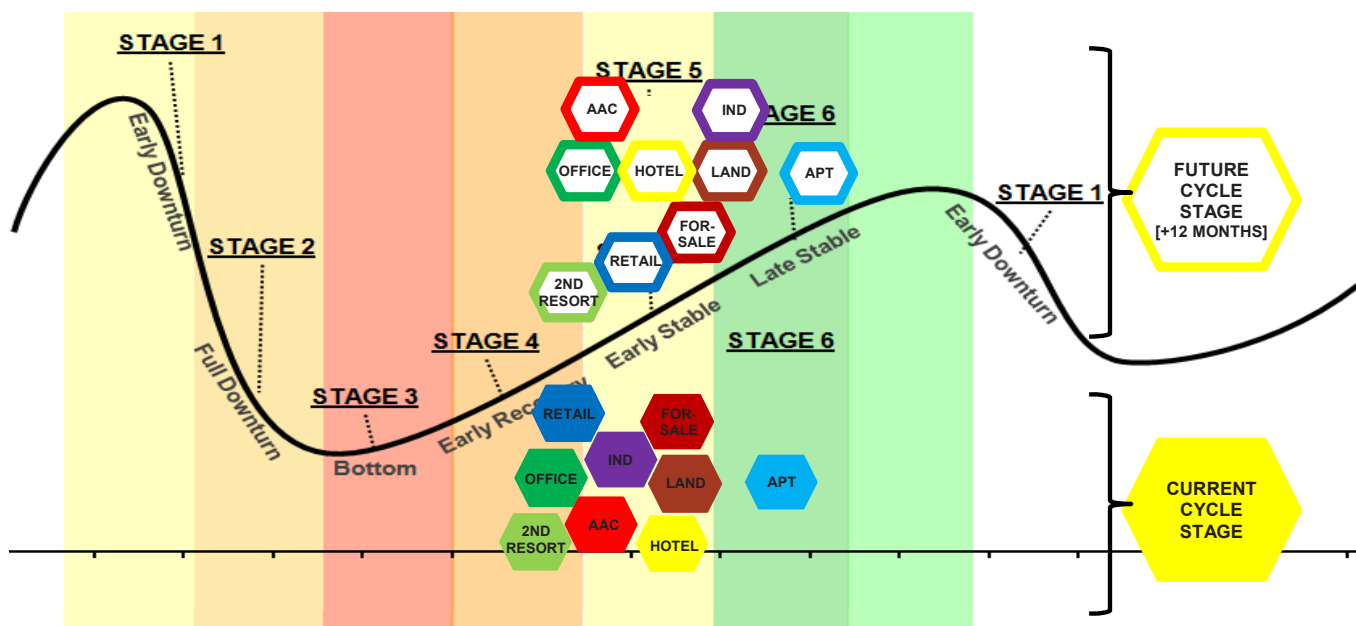 STAGE 1
Early Downturn
STAGE 2
Full Downturn
STAGE 3
Bottom
STAGE 4
Early
STAGE 5
Early Stable
STAGE 6
Late Stable
STAGE 6
STAGE 1
Early Downturn
AAC
IND
OFFICE
HOTEL
LAND
APT
FOR-
SALE
RETAIL
2ND
RESORT
FUTURE
CYCLE
STAGE
[+12 MONTHS]
RETAIL
FOR-
SALE
IND
OFFICE
LAND
APT
AAC
2ND
RESORT
HOTEL
CURRENT
CYCLE
STAGE